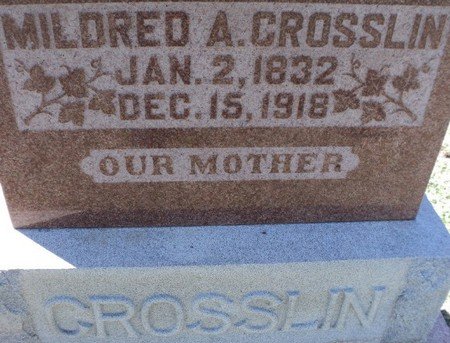 MILDRED A. CROSSLIN
JAN. 2, 1832
DEC. 15, 1918
OUR MOTHER
CROSSLIN